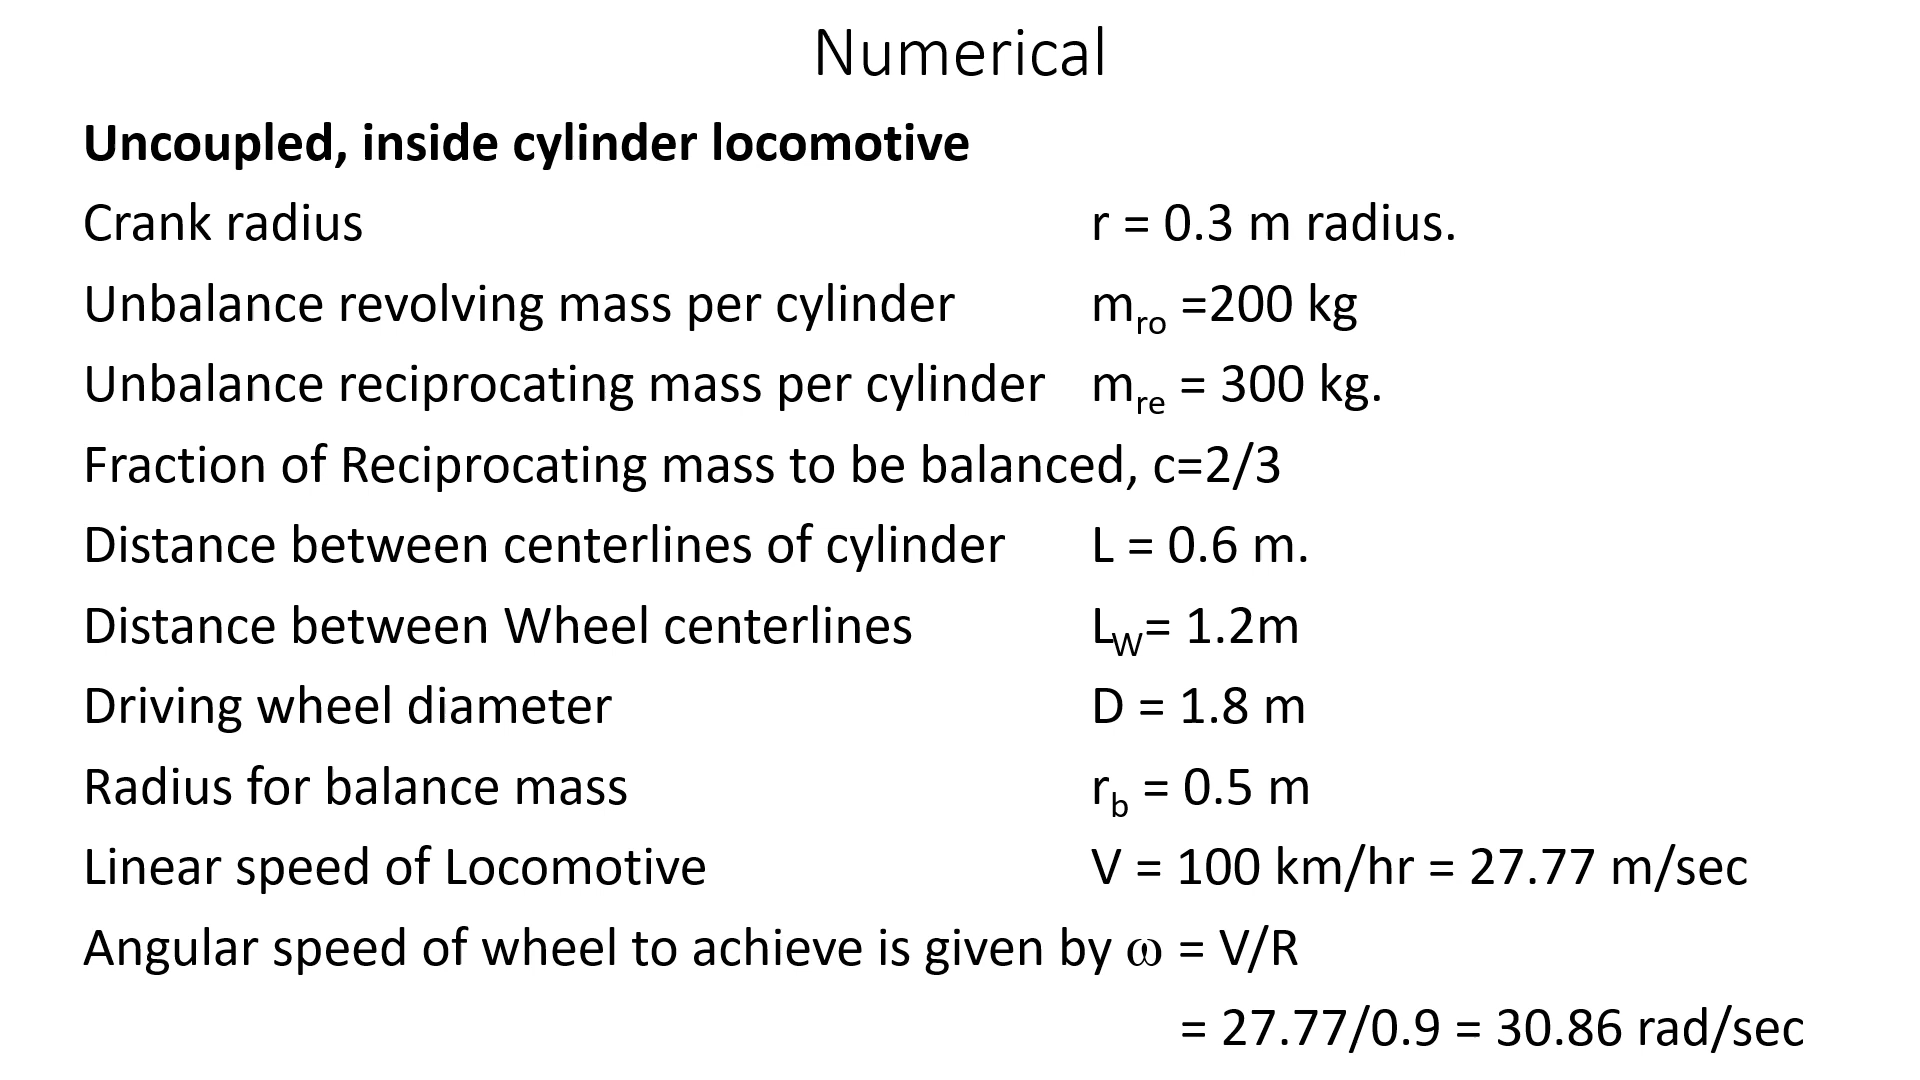 Numerical
Uncoupled, inside cylinder locomotive
Crank radius r = 0.3 m radius.
Unbalance revolving mass per cylinder m_ro =200 kg
Unbalance reciprocating mass per cylinder m_re = 300 kg.
Fraction of Reciprocating mass to be balanced, c=2/3
Distance between centerlines of cylinder L = 0.6 m.
Distance between Wheel centerlines L_W= 1.2m
Driving wheel diameter D = 1.8 m
Radius for balance mass r_b = 0.5 m
Linear speed of Locomotive V = 100 km/hr = 27.77 m/sec
Angular speed of wheel to achieve is given by ω = V/R
= 27.77/0.9 = 30.86 rad/sec